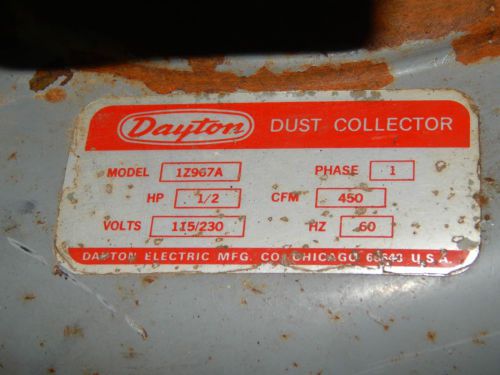 Dayton DUST COLLECTOR
MODEL 1Z967A PHASE 1
HP 1/2 CFM 450
VOLTS 115/230 HZ 60
DAYTON ELECTRIC MFG. CO. CHICAGO 60648 U.S.A.